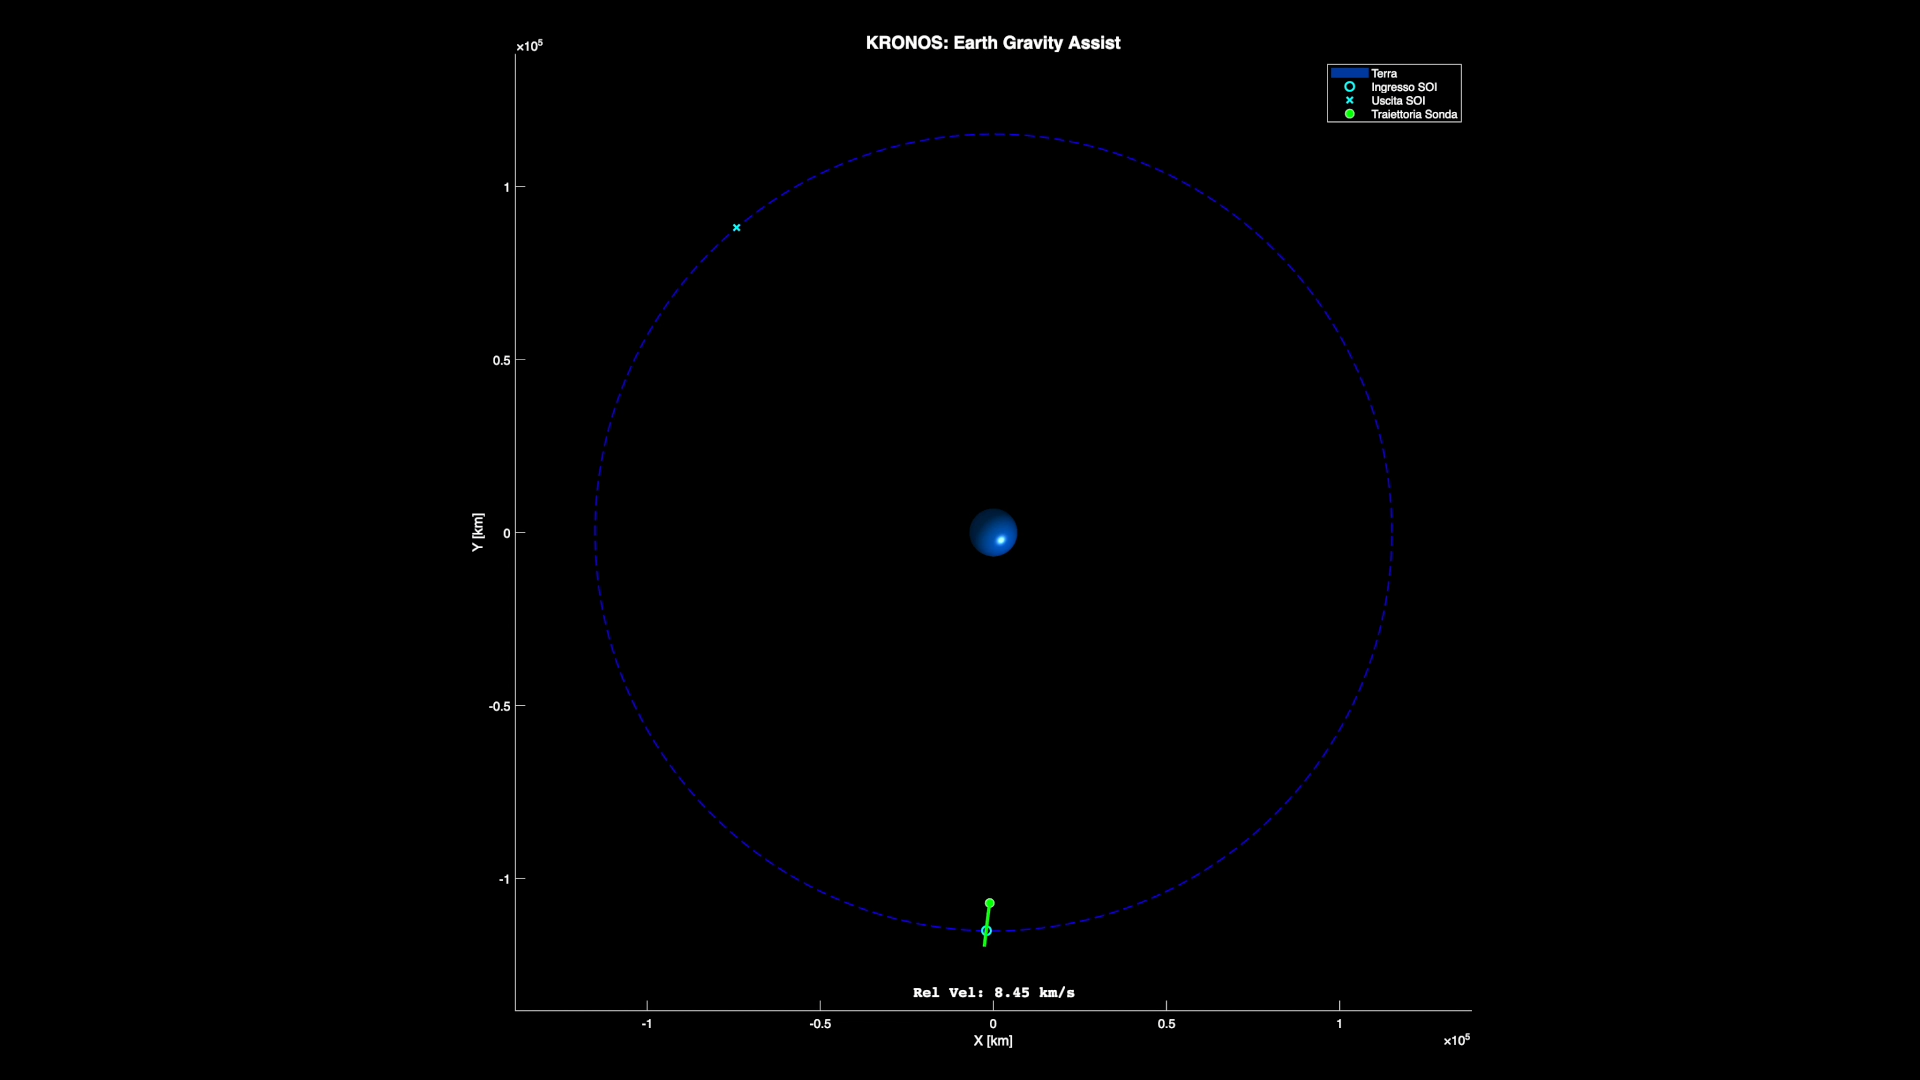 KRONOS: Earth Gravity Assist
×10⁵
Terra
Ingresso SOI
Uscita SOI
Traiettoria Sonda
1
0.5
0
-0.5
-1
Y [km]
Rel Vel: 8.45 km/s
-1 -0.5 0 0.5 1
X [km]
×10⁵